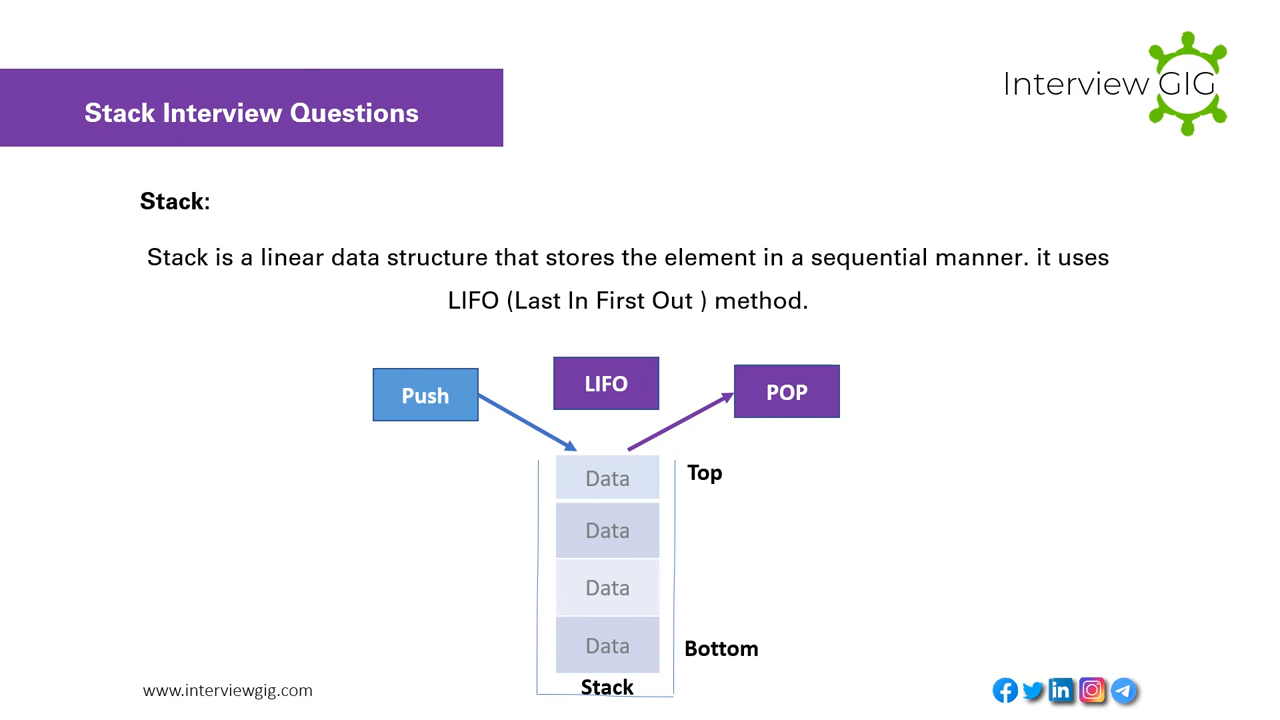 Interview GIG
Stack Interview Questions
Stack:
Stack is a linear data structure that stores the element in a sequential manner. it uses
LIFO (Last In First Out ) method.
Push
LIFO
POP
Data
Top
Data
Data
Data
Bottom
Stack
www.interviewgig.com